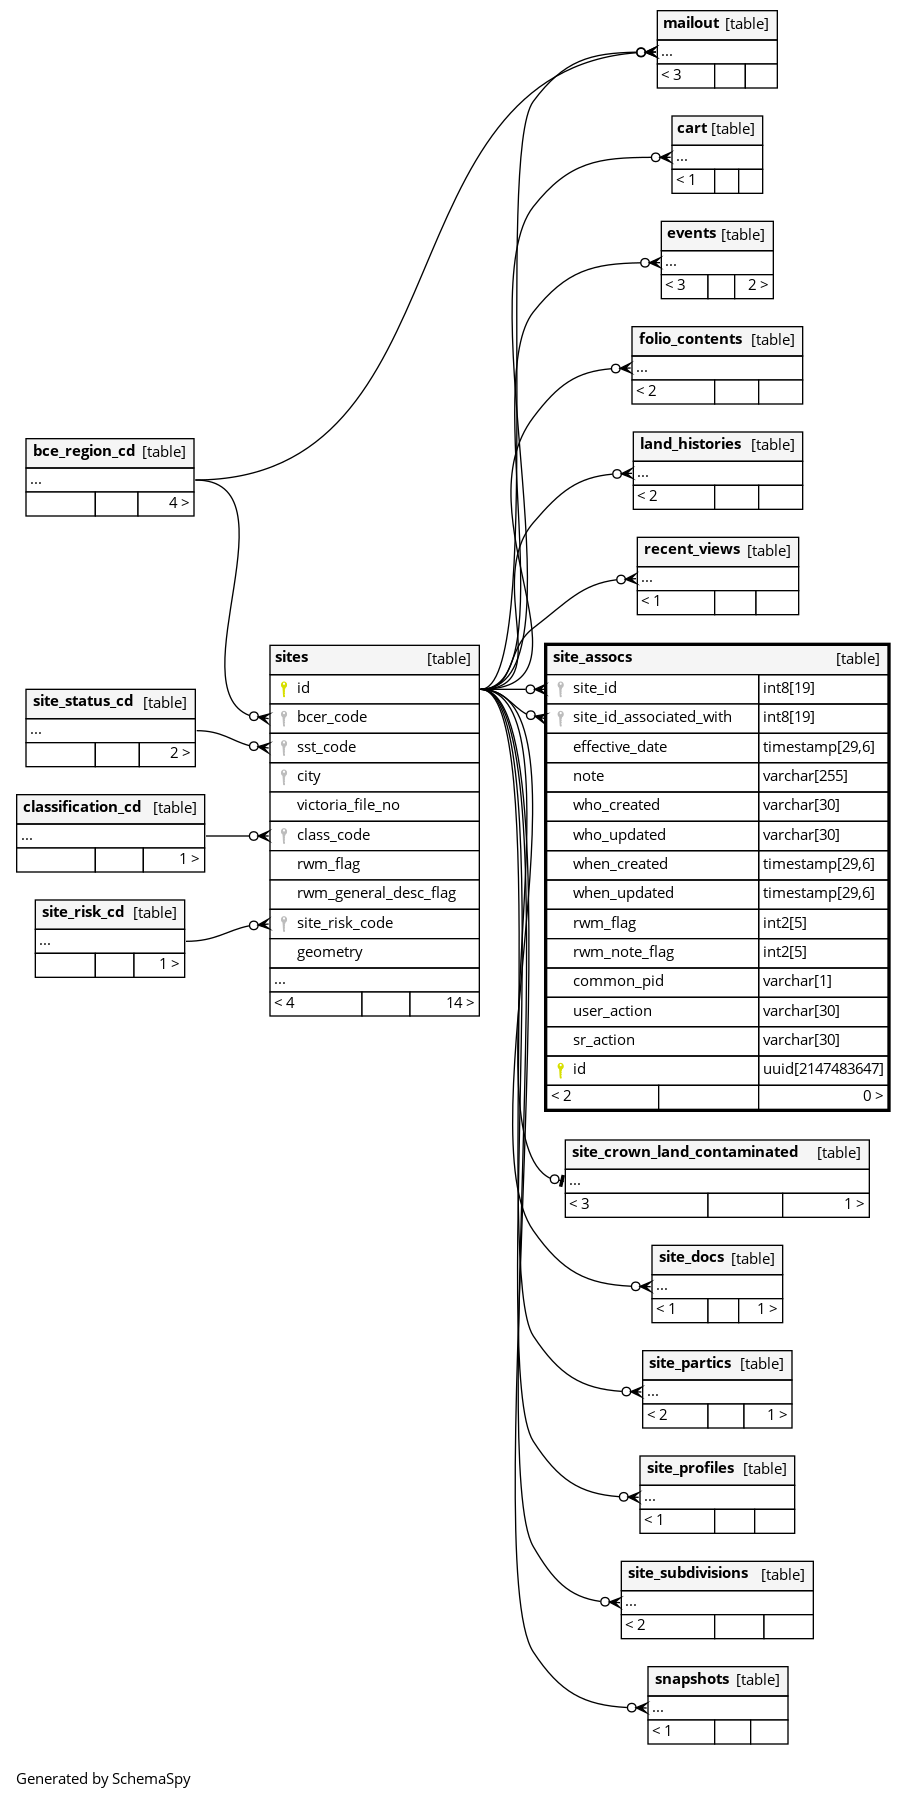 mailout [table]
...
< 3
cart [table]
...
< 1
events [table]
...
< 3 2 >
folio_contents [table]
...
< 2
land_histories [table]
...
< 2
bce_region_cd [table]
...
4 >
recent_views [table]
...
< 1
sites [table]
id
bcer_code
sst_code
city
victoria_file_no
class_code
rwm_flag
rwm_general_desc_flag
site_risk_code
geometry
...
< 4 14 >
site_assocs [table]
site_id int8[19]
site_id_associated_with int8[19]
effective_date timestamp[29,6]
note varchar[255]
who_created varchar[30]
who_updated varchar[30]
when_created timestamp[29,6]
when_updated timestamp[29,6]
rwm_flag int2[5]
rwm_note_flag int2[5]
common_pid varchar[1]
user_action varchar[30]
sr_action varchar[30]
id uuid[2147483647]
< 2 0 >
site_status_cd [table]
...
2 >
classification_cd [table]
...
1 >
site_risk_cd [table]
...
1 >
site_crown_land_contaminated [table]
...
< 3 1 >
site_docs [table]
...
< 1 1 >
site_partics [table]
...
< 2 1 >
site_profiles [table]
...
< 1
site_subdivisions [table]
...
< 2
snapshots [table]
...
< 1
Generated by SchemaSpy